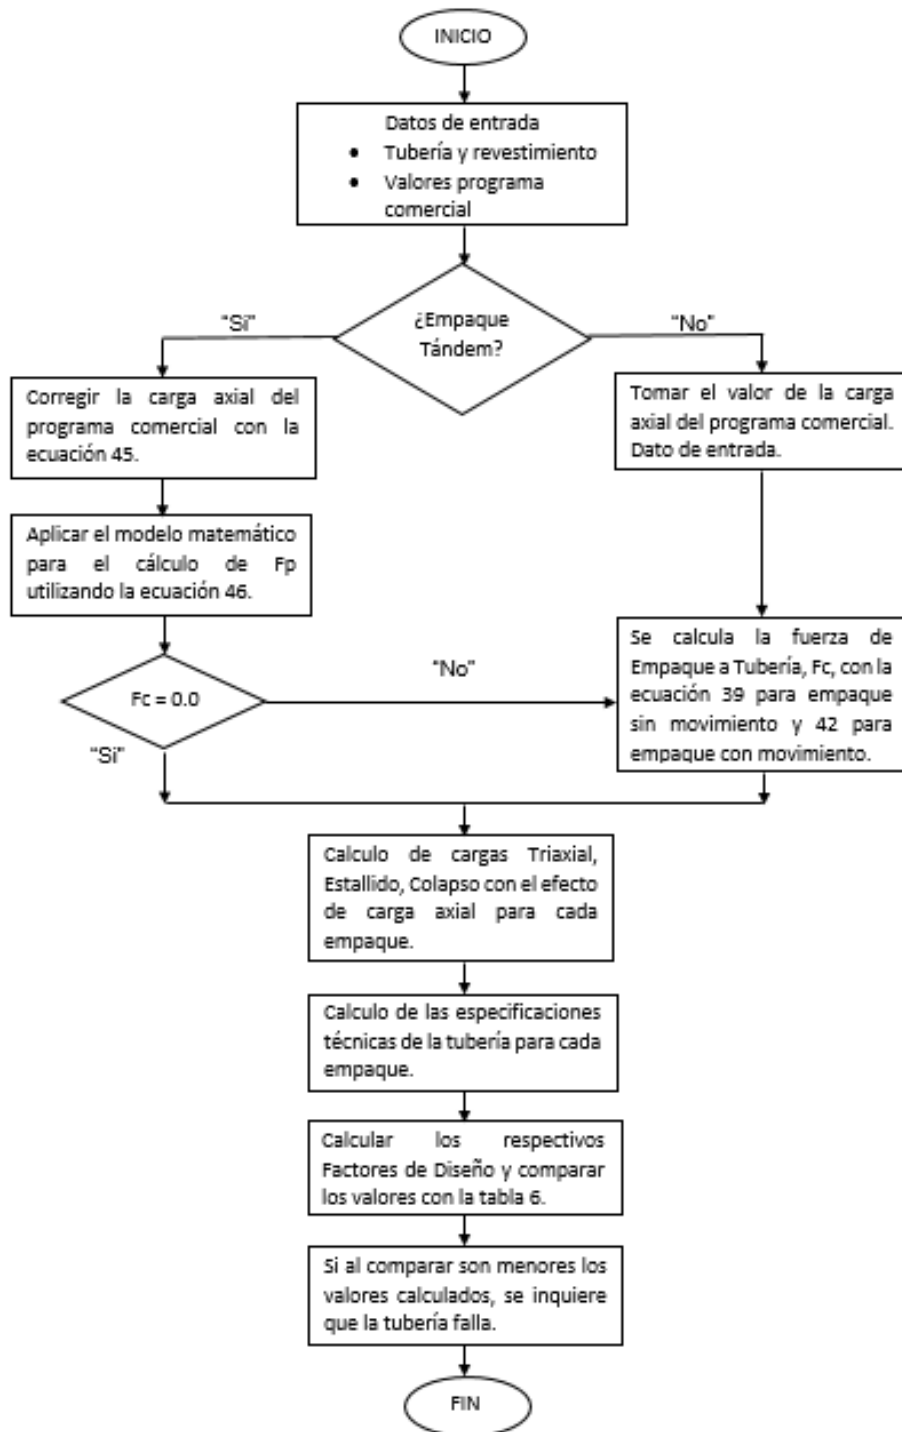 INICIO
Datos de entrada
• Tubería y revestimiento
• Valores programa
comercial
¿Empaque
Tándem?
"Si"
"No"
Corregir la carga axial del
programa comercial con la
ecuación 45.
Tomar el valor de la carga
axial del programa comercial.
Dato de entrada.
Aplicar el modelo matemático
para el cálculo de Fp
utilizando la ecuación 46.
Fc = 0.0
"No"
"Si"
Se calcula la fuerza de
Empaque a Tubería, Fc, con la
ecuación 39 para empaque
sin movimiento y 42 para
empaque con movimiento.
Calculo de cargas Triaxial,
Estallido, Colapso con el efecto
de carga axial para cada
empaque.
Calculo de las especificaciones
técnicas de la tubería para cada
empaque.
Calcular los respectivos
Factores de Diseño y comparar
los valores con la tabla 6.
Si al comparar son menores los
valores calculados, se inquiere
que la tubería falla.
FIN